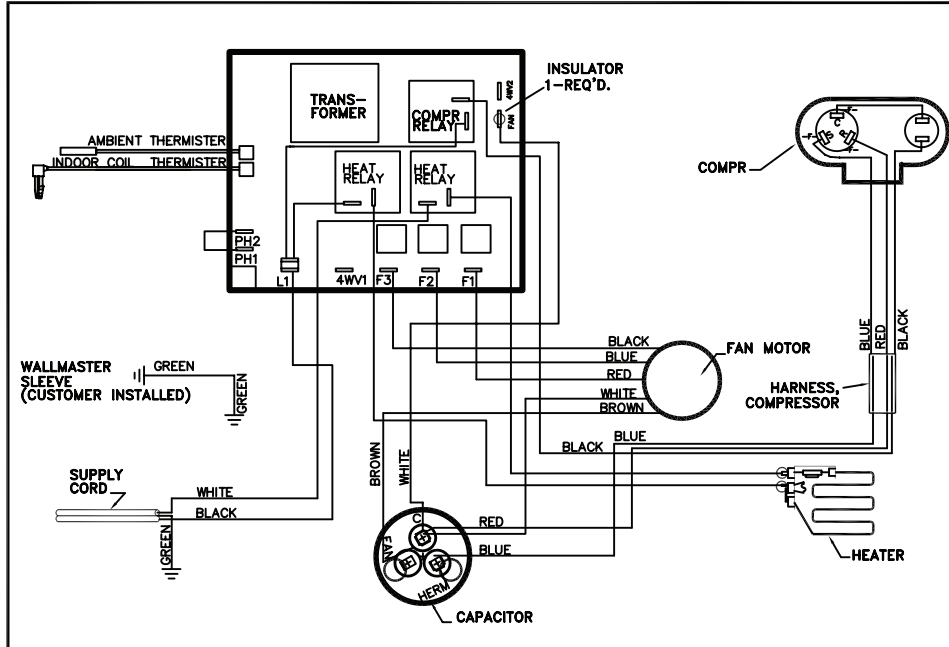 INSULATOR
1-REQ'D.
4WV2
FAN
TRANS-
FORMER
COMPR
RELAY
AMBIENT THERMISTER
INDOOR COIL THERMISTER
HEAT
RELAY
HEAT
RELAY
COMPR
C
S
R
PH2
PH1
L1
4WV1
F3
F2
F1
BLUE
RED
BLACK
BLACK
BLUE
RED
WHITE
BROWN
FAN MOTOR
HARNESS,
COMPRESSOR
WALLMASTER
SLEEVE
(CUSTOMER INSTALLED)
GREEN
GREEN
BLUE
BLACK
BROWN
WHITE
SUPPLY
CORD
WHITE
BLACK
GREEN
C
FAN
HERM
RED
BLUE
CAPACITOR
HEATER